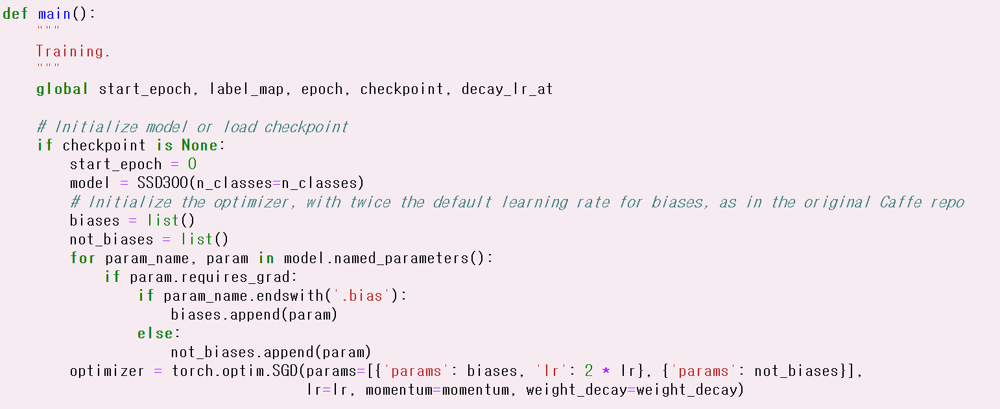 def main():
    """
    Training.
    """
    global start_epoch, label_map, epoch, checkpoint, decay_lr_at

    # Initialize model or load checkpoint
    if checkpoint is None:
        start_epoch = 0
        model = SSD300(n_classes=n_classes)
        # Initialize the optimizer, with twice the default learning rate for biases, as in the original Caffe repo
        biases = list()
        not_biases = list()
        for param_name, param in model.named_parameters():
            if param.requires_grad:
                if param_name.endswith('.bias'):
                    biases.append(param)
                else:
                    not_biases.append(param)
        optimizer = torch.optim.SGD(params=[{'params': biases, 'lr': 2 * lr}, {'params': not_biases}],
                                    lr=lr, momentum=momentum, weight_decay=weight_decay)